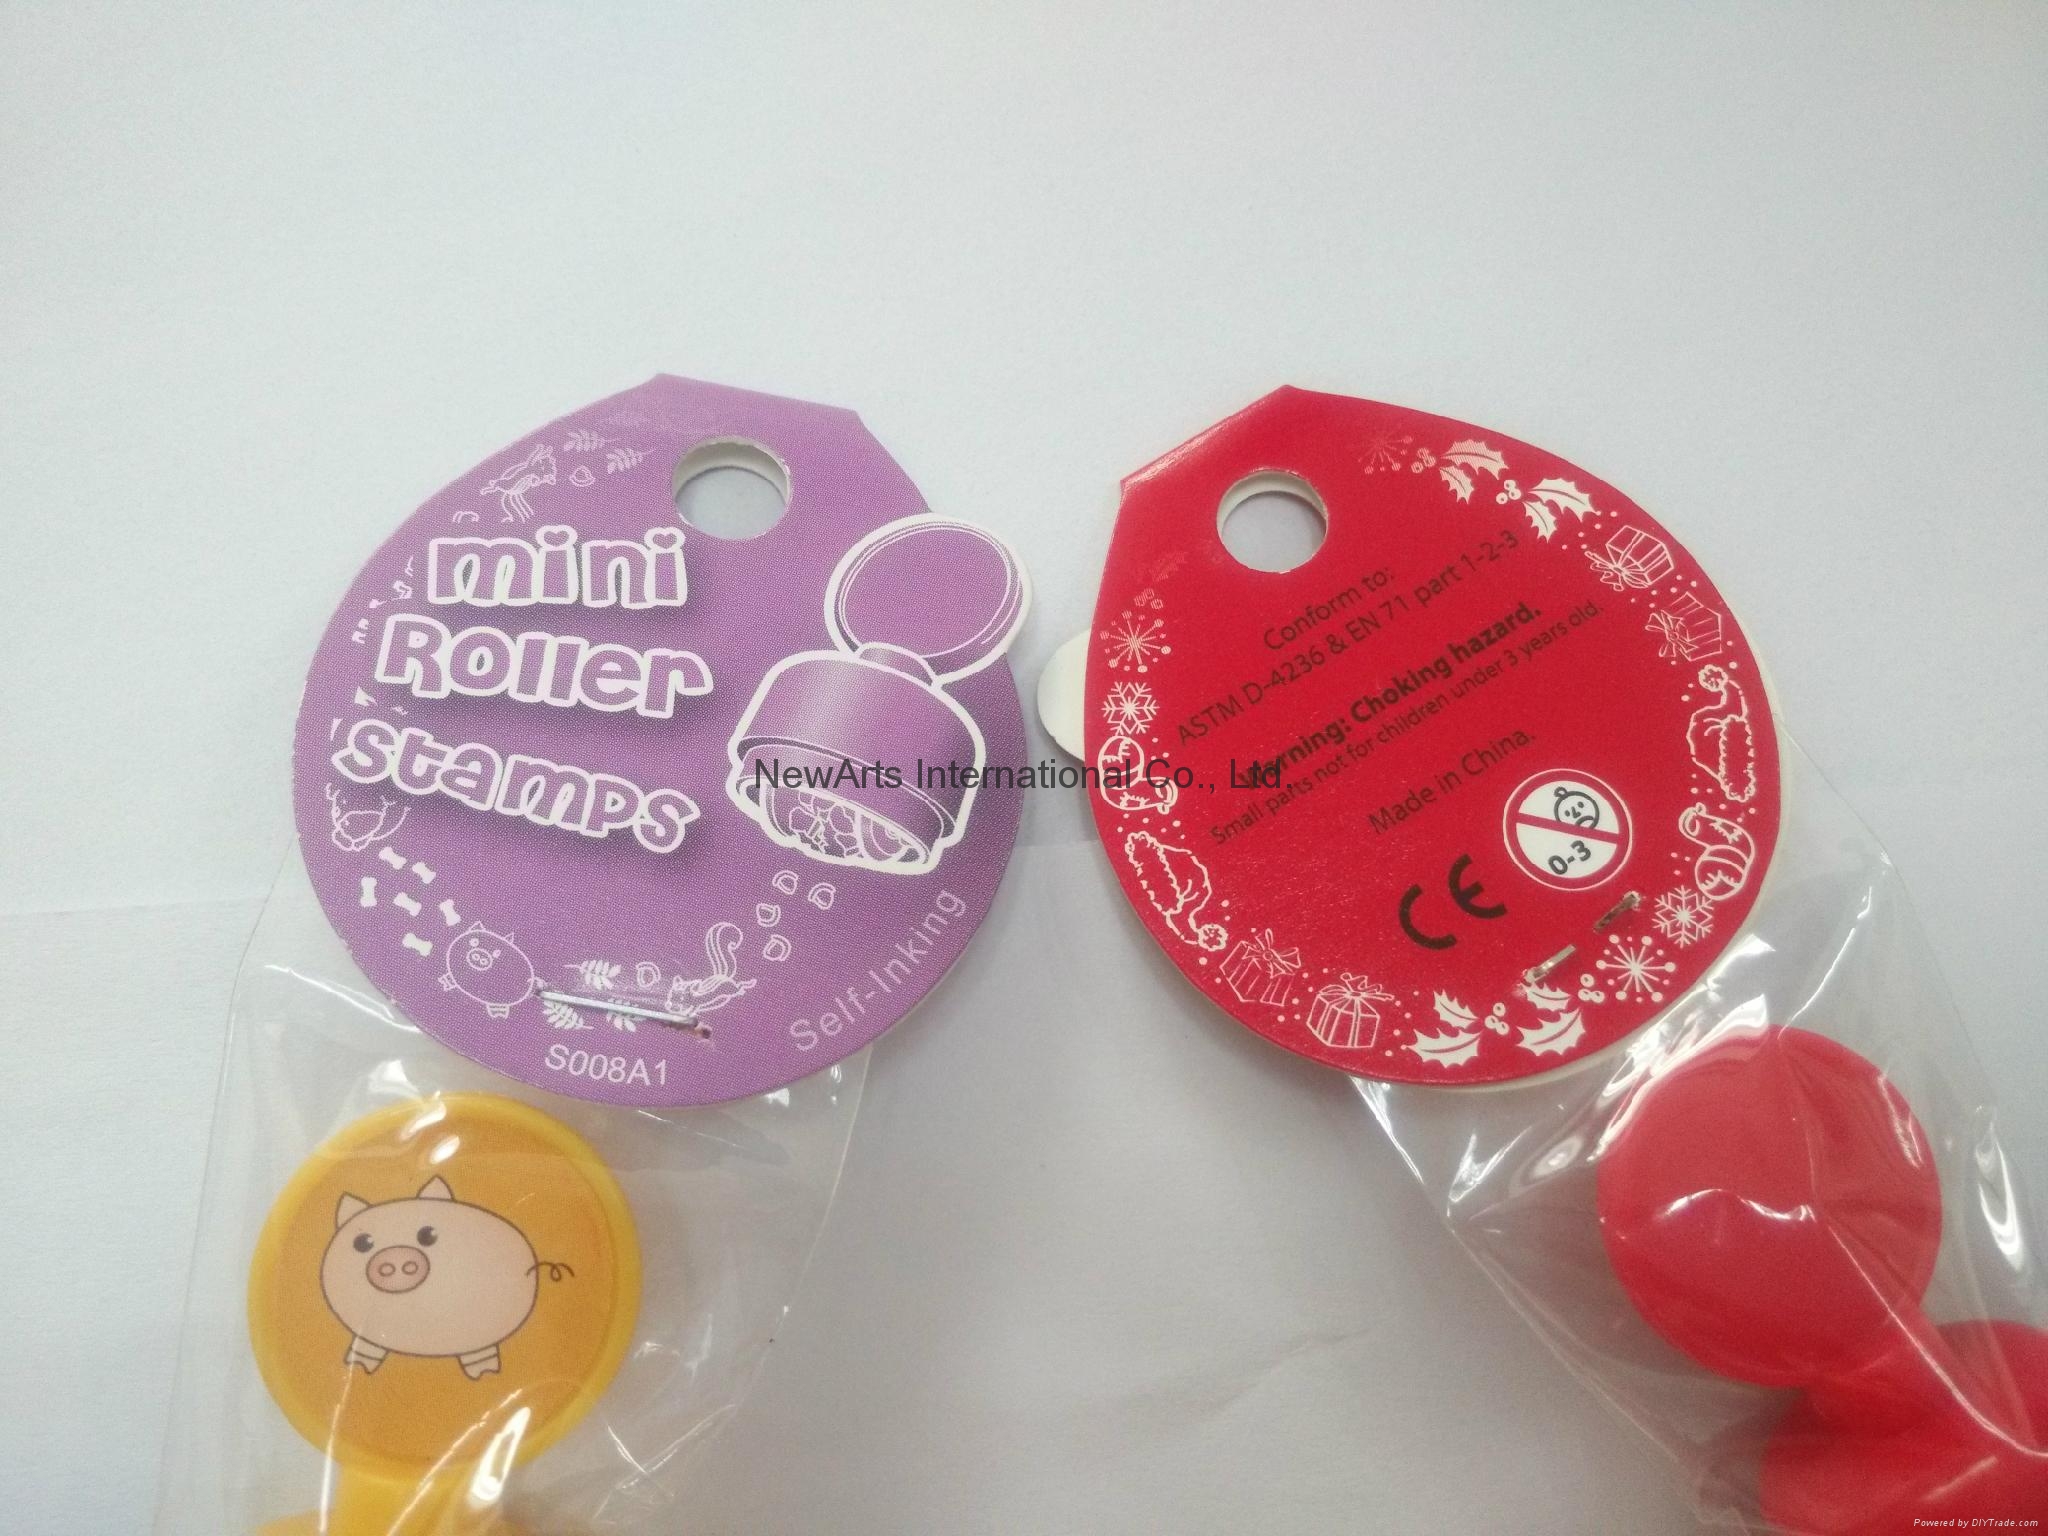 mini
Roller
stamps
Self-Inking
S008A1
Conform to:
ASTM D-4236 & EN 71 part 1-2-3
Warning: Choking hazard.
Small parts not for children under 3 years old.
Made in China.
0-3
CE
NewArts International Co., Ltd.
Powered by DIYTrade.com